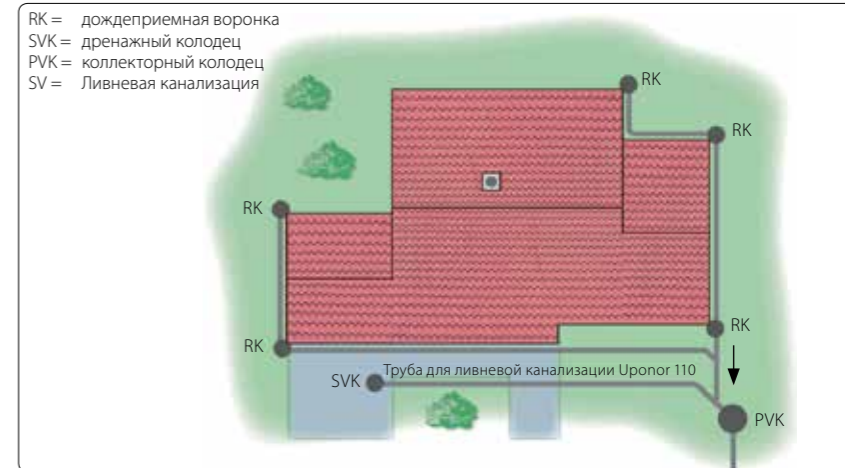 RK = дождеприемная воронка
SVK = дренажный колодец
PVK = коллекторный колодец
SV = Ливневая канализация
RK
RK
RK
RK
RK
SVK
Труба для ливневой канализации Uponor 110
PVK